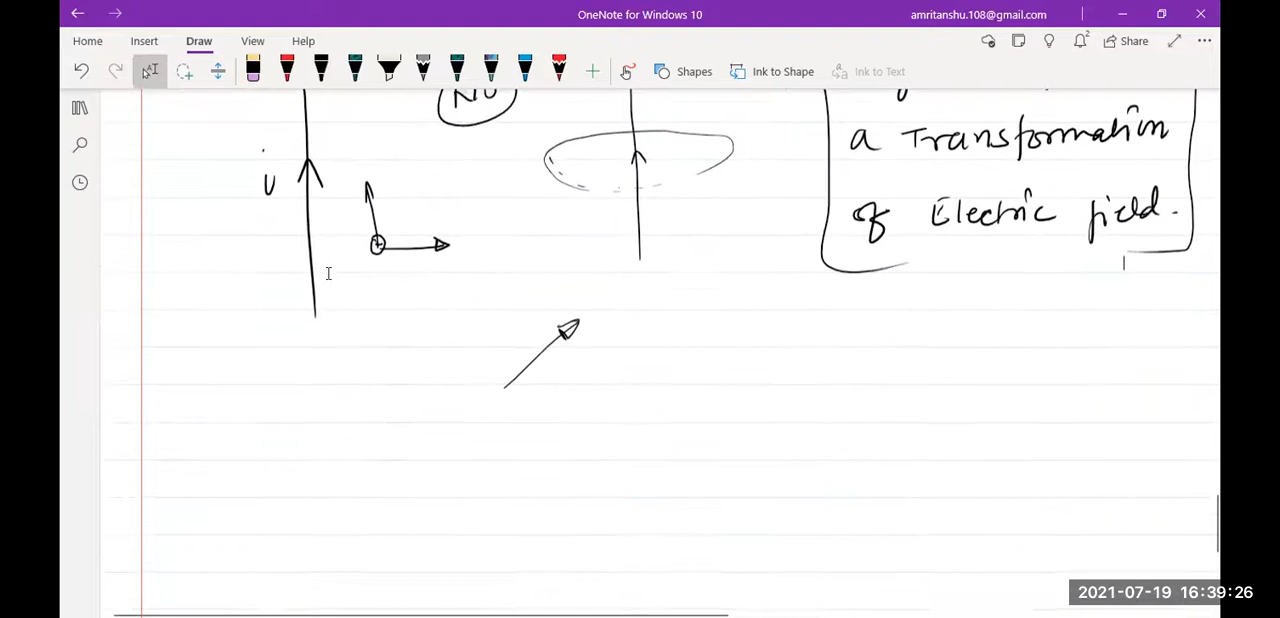 OneNote for Windows 10
amritanshu.108@gmail.com
Home Insert Draw View Help
2
Share
Shapes
Ink to Shape
Ink to Text
i
a Transformation
of Electric field.
2021-07-19 16:39:26